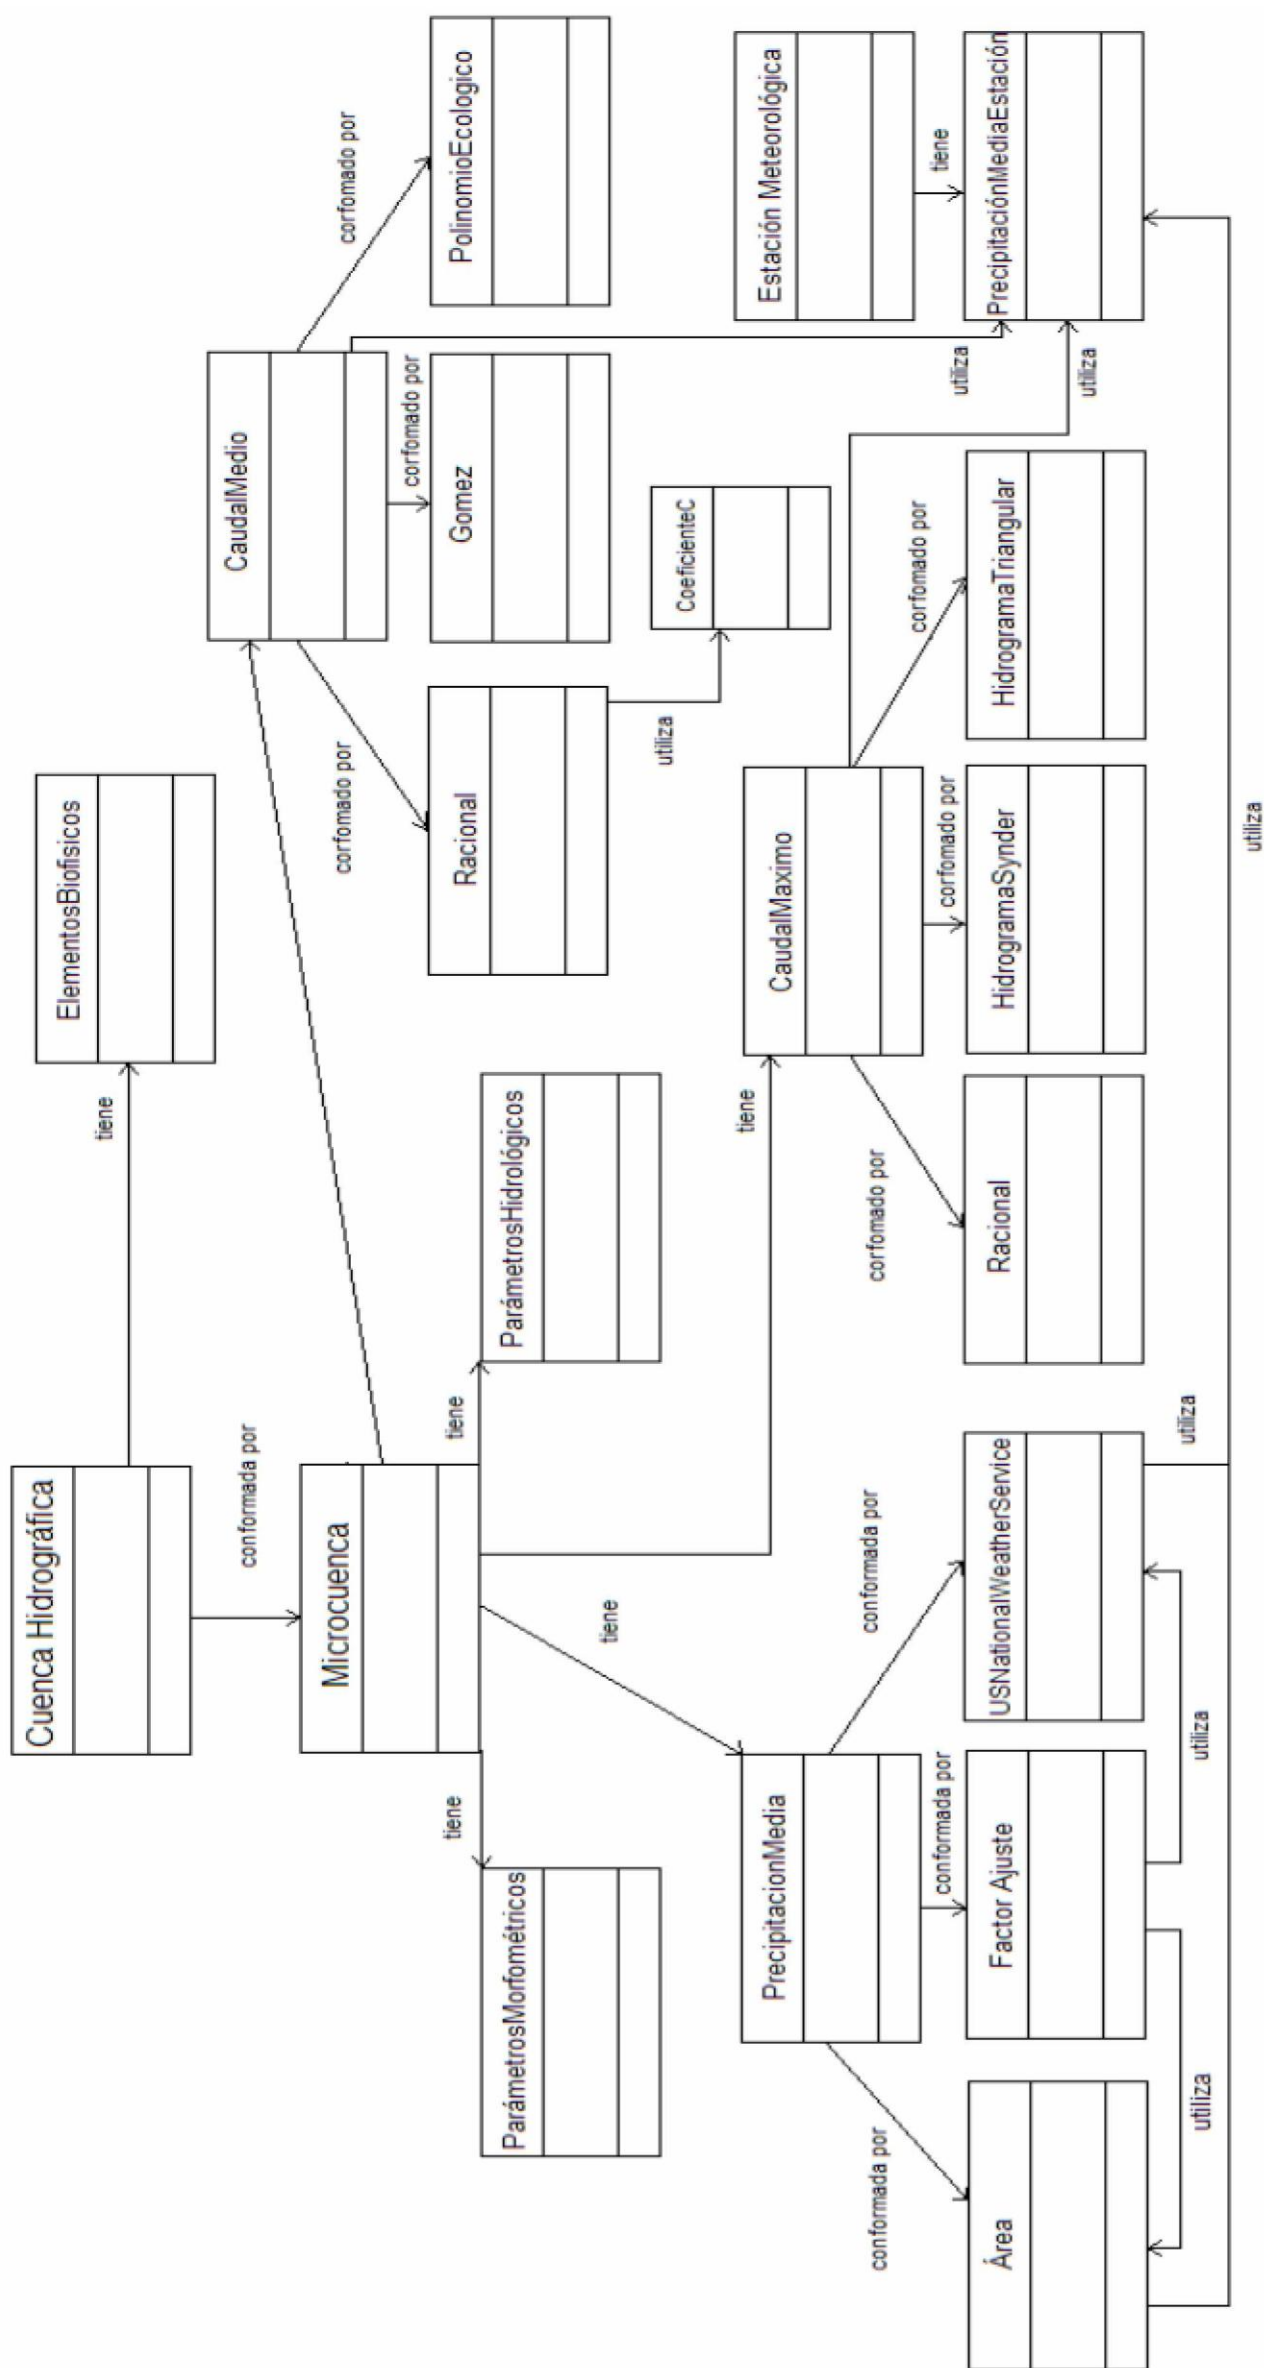 Cuenca Hidrográfica
tiene
ElementosBiofisicos
conformada por
CaudalMedio
Microcuenca
corfomado por
corfomado por
corfomado por
tiene
tiene
ParámetrosMorfométricos
ParámetrosHidrológicos
Racional
Gomez
PolinomioEcologico
tiene
utiliza
CoeficienteC
tiene
PrecipitacionMedia
CaudalMaximo
Estación Meteorológica
conformada por
conformada por
conformada por
corfomado por
corfomado por
corfomado por
utiliza
utiliza
tiene
Área
Factor Ajuste
USNationalWeatherService
Racional
HidrogramaSynder
HidrogramaTriangular
PrecipitaciónMediaEstación
utiliza
utiliza
utiliza
utiliza